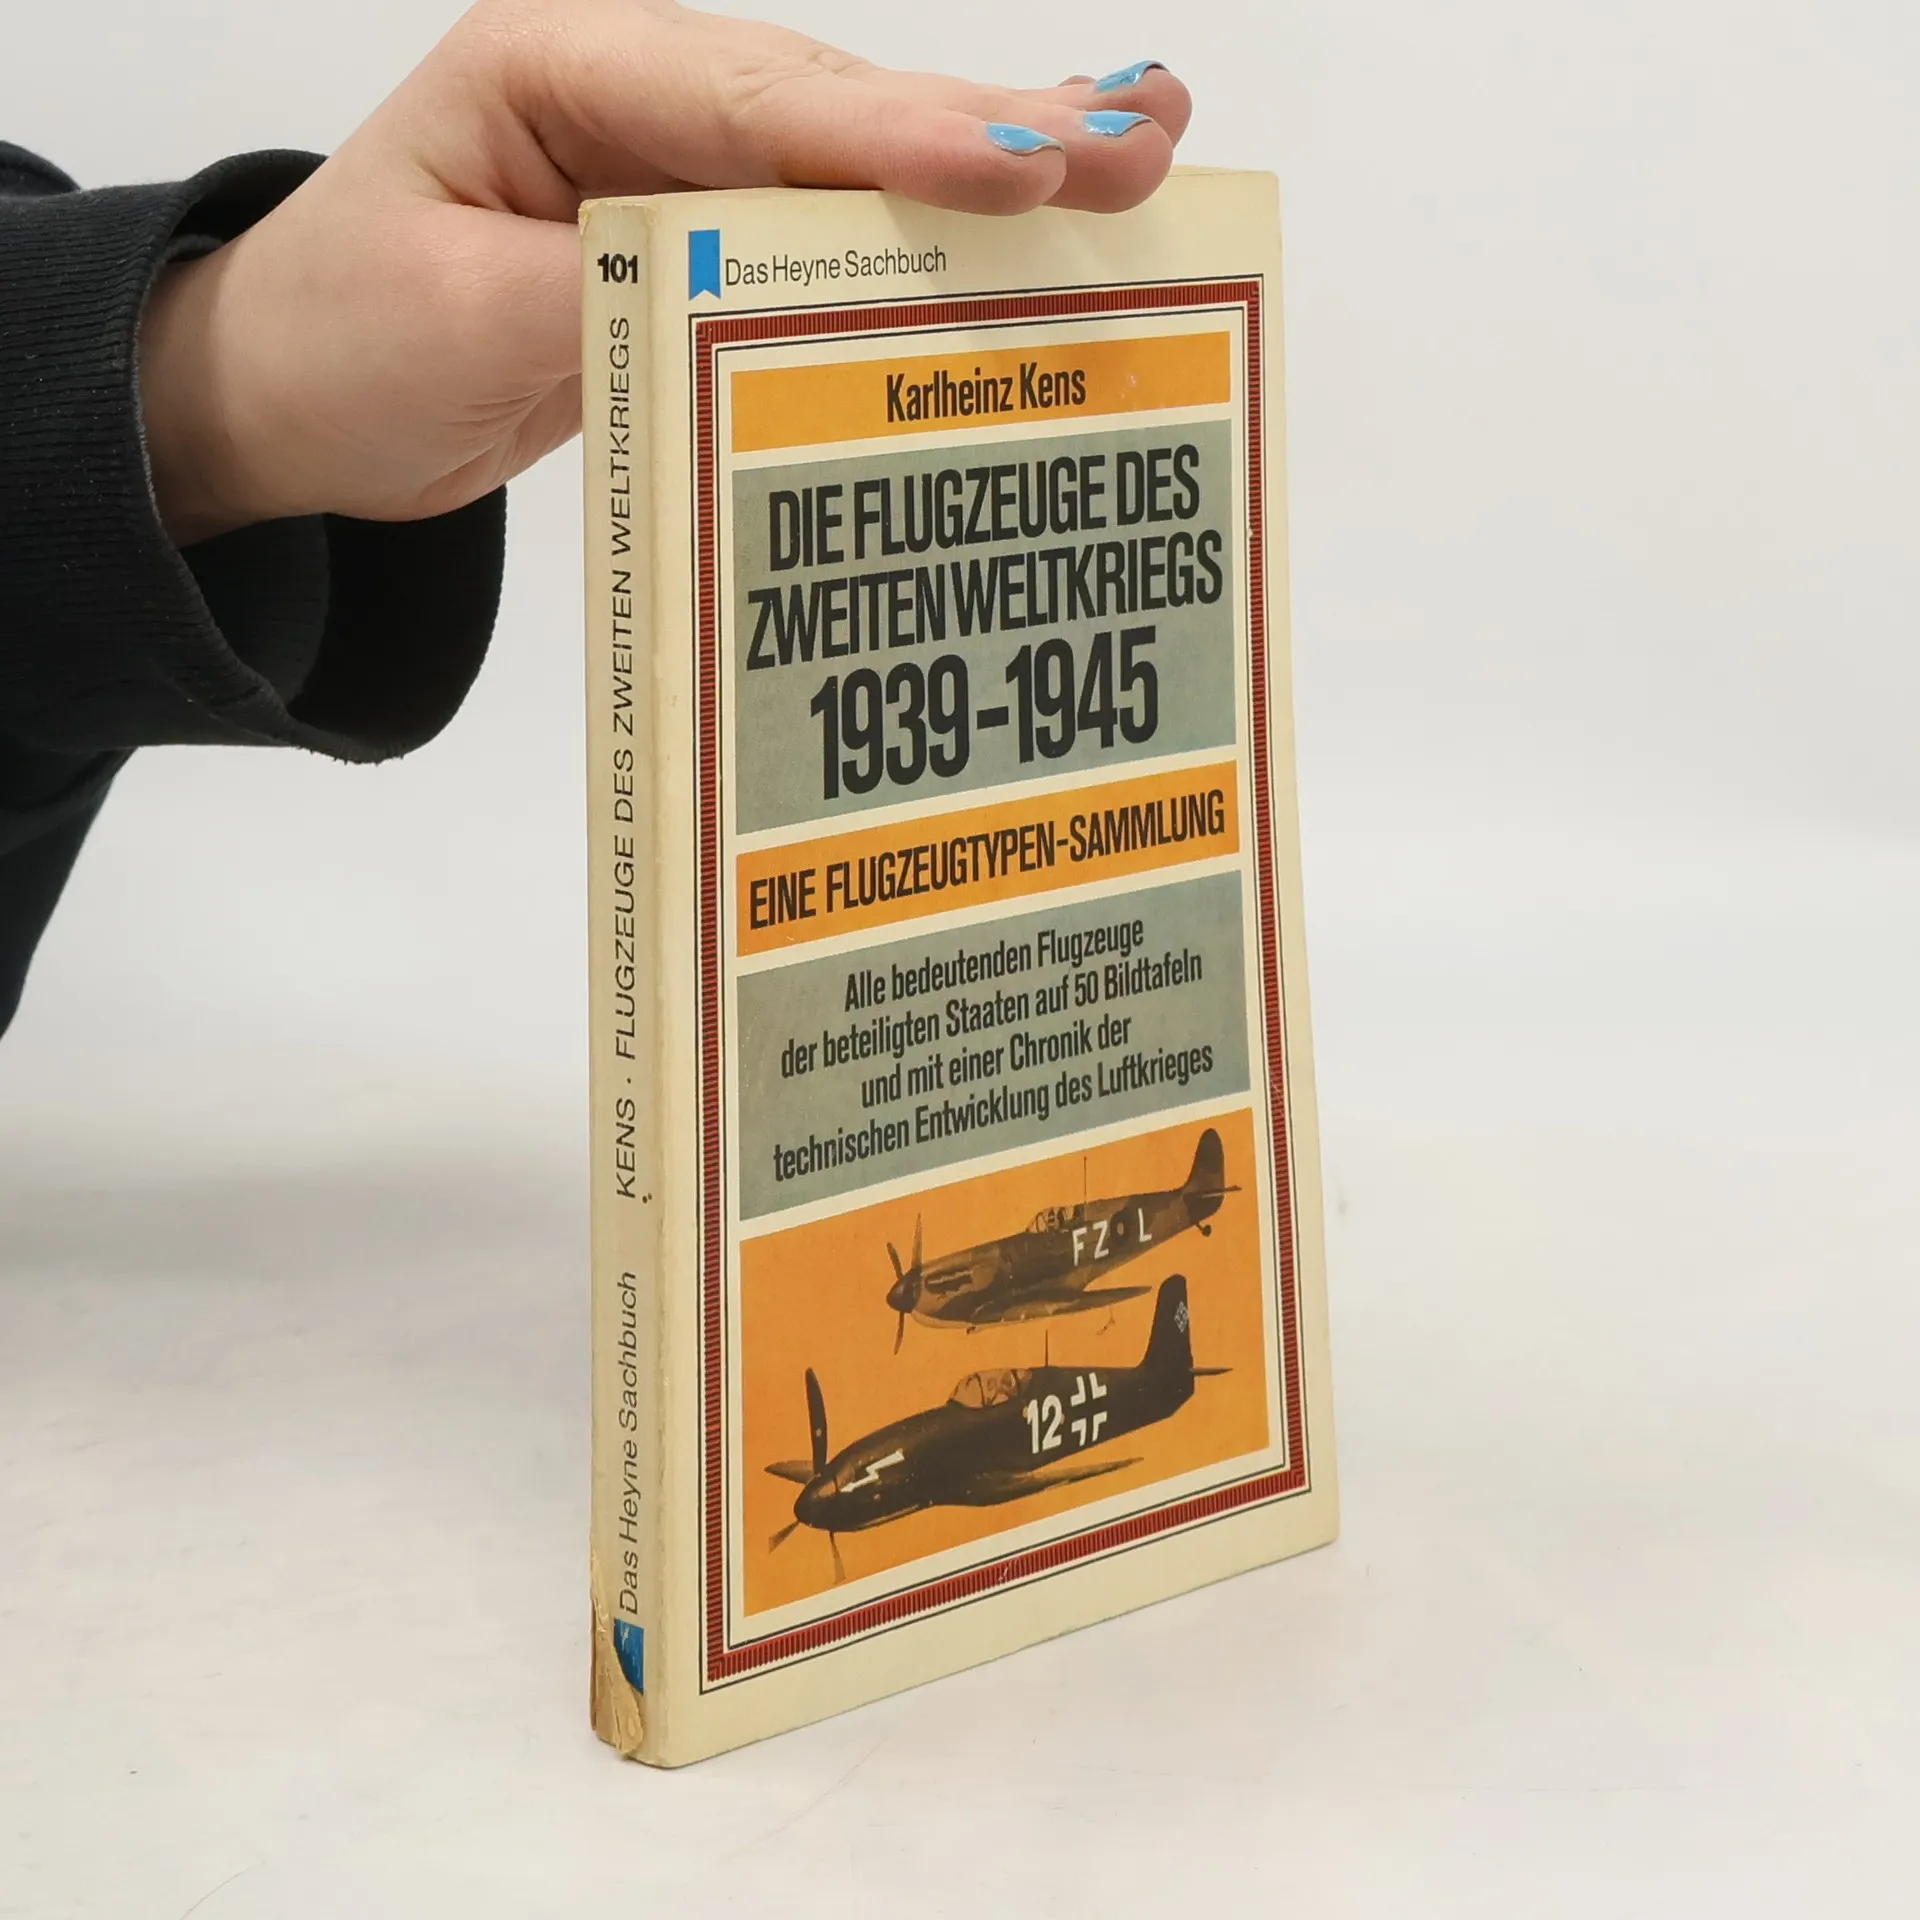 101
KENS · FLUGZEUGE DES ZWEITEN WELTKRIEGS
Das Heyne Sachbuch
Das Heyne Sachbuch
Karlheinz Kens
DIE FLUGZEUGE DES
ZWEITEN WELTKRIEGS
1939-1945
EINE FLUGZEUGTYPEN-SAMMLUNG
Alle bedeutenden Flugzeuge
der beteiligten Staaten auf 50 Bildtafeln
und mit einer Chronik der
technischen Entwicklung des Luftkrieges
FZ L
12